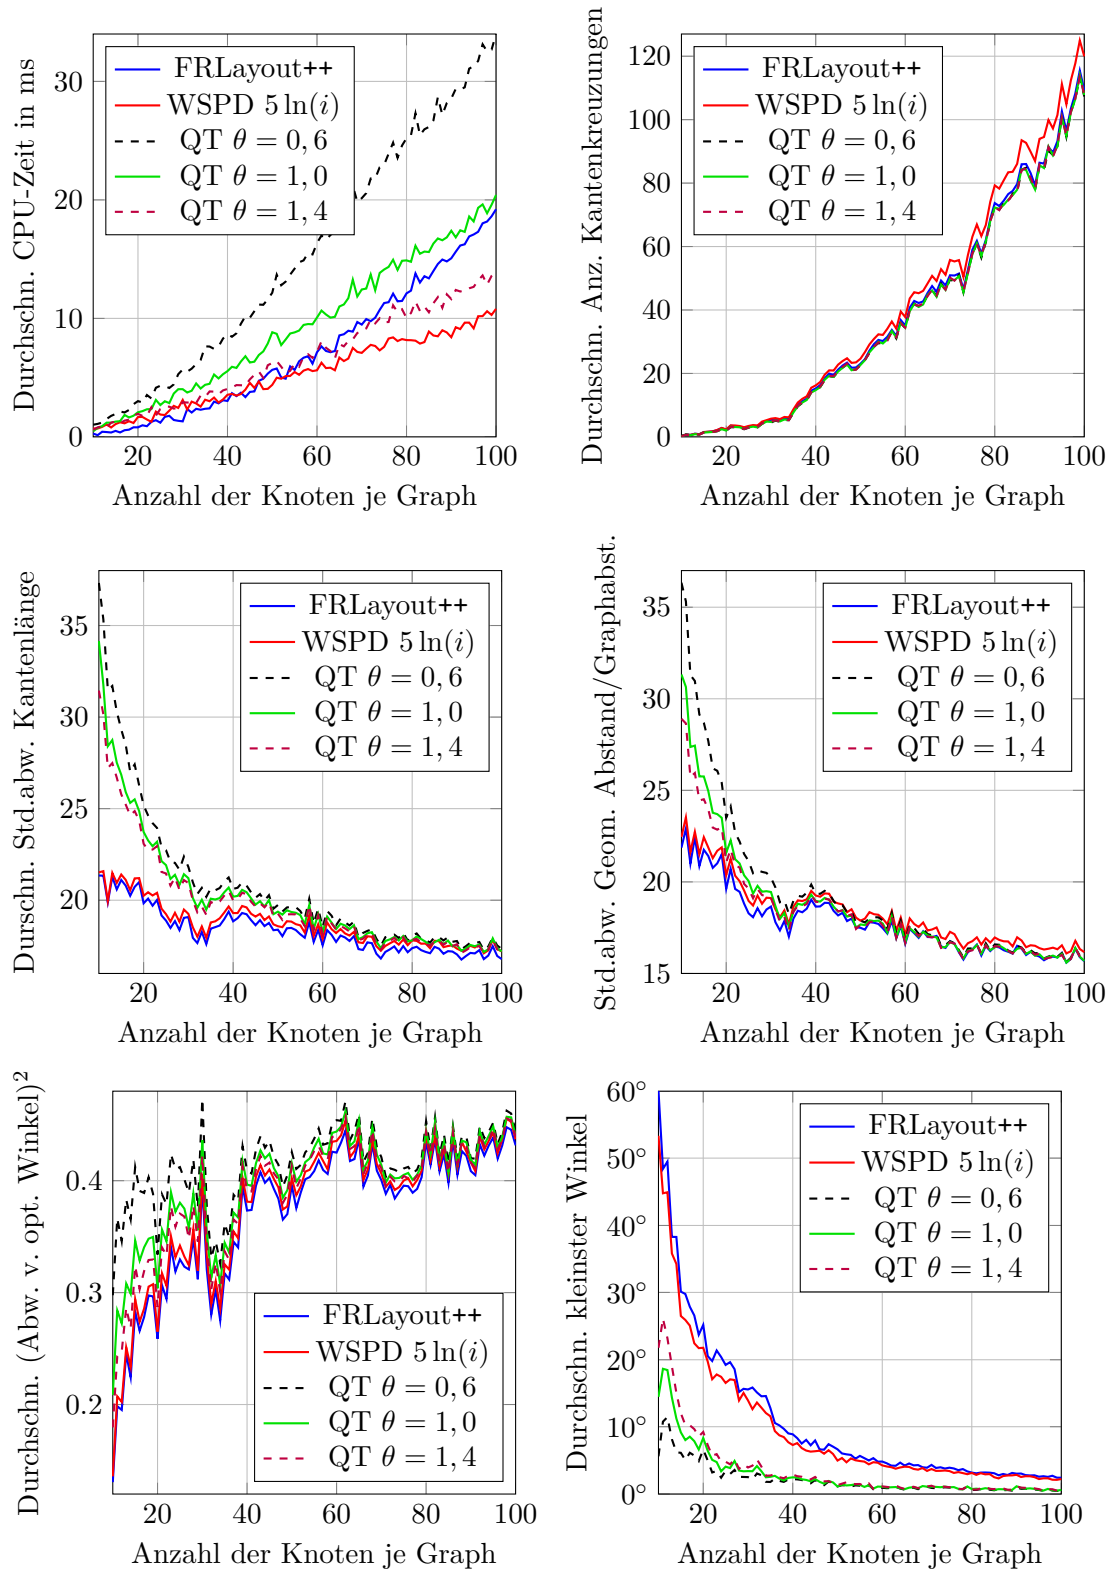 Durchschn. CPU-Zeit in ms
30
20
10
0
FRLayout++
WSPD 5 ln(i)
QT θ = 0,6
QT θ = 1,0
QT θ = 1,4
20 40 60 80 100
Anzahl der Knoten je Graph
Durchschn. Anz. Kantenkreuzungen
120
100
80
60
40
20
0
FRLayout++
WSPD 5 ln(i)
QT θ = 0,6
QT θ = 1,0
QT θ = 1,4
20 40 60 80 100
Anzahl der Knoten je Graph
Durschn. Std.abw. Kantenlänge
35
30
25
20
FRLayout++
WSPD 5 ln(i)
QT θ = 0,6
QT θ = 1,0
QT θ = 1,4
20 40 60 80 100
Anzahl der Knoten je Graph
Std.abw. Geom. Abstand/Graphabst.
35
30
25
20
15
FRLayout++
WSPD 5 ln(i)
QT θ = 0,6
QT θ = 1,0
QT θ = 1,4
20 40 60 80 100
Anzahl der Knoten je Graph
Durchschn. (Abw. v. opt. Winkel)²
0.4
0.3
0.2
FRLayout++
WSPD 5 ln(i)
QT θ = 0,6
QT θ = 1,0
QT θ = 1,4
20 40 60 80 100
Anzahl der Knoten je Graph
Durchschn. kleinster Winkel
60°
50°
40°
30°
20°
10°
0°
FRLayout++
WSPD 5 ln(i)
QT θ = 0,6
QT θ = 1,0
QT θ = 1,4
20 40 60 80 100
Anzahl der Knoten je Graph